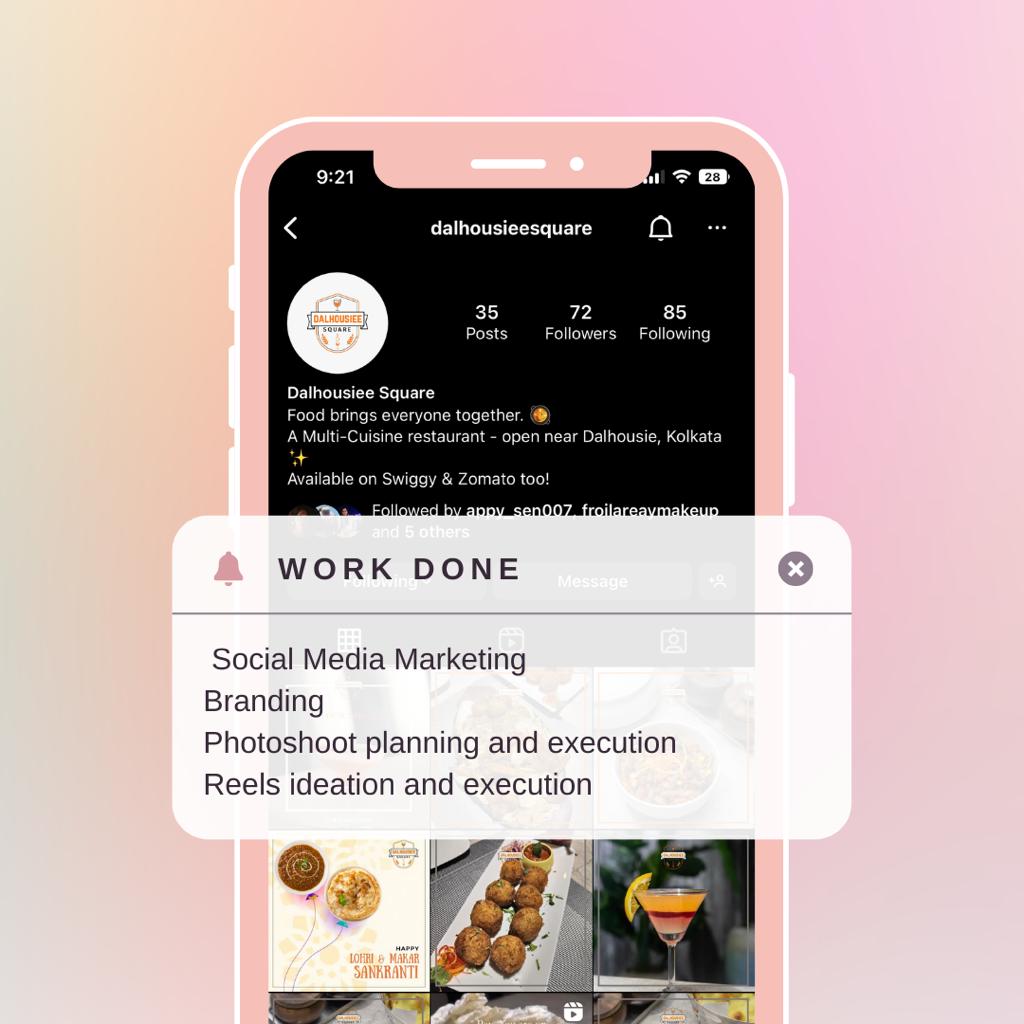 9:21
28
dalhousieesquare
DALHOUSIEE
SQUARE
35 72 85
Posts Followers Following
Dalhousiee Square
Food brings everyone together. 🥘
A Multi-Cuisine restaurant - open near Dalhousie, Kolkata
✨
Available on Swiggy & Zomato too!
Followed by appy_sen007, froilareaymakeup
and 5 others
WORK DONE
Following Message
Social Media Marketing
Branding
Photoshoot planning and execution
Reels ideation and execution
HAPPY
LOHRI & MAKAR
SANKRANTI